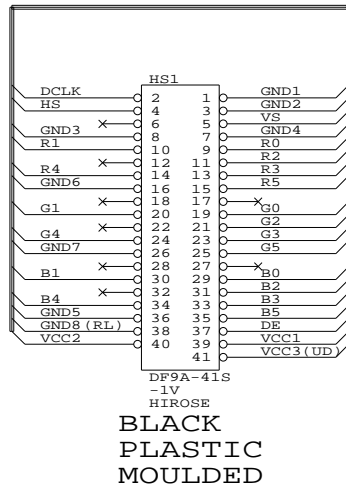 HS1
DCLK 2 1 GND1
HS 4 3 GND2
6 5 VS
GND3 8 7 GND4
R1 10 9 R0
12 11 R2
R4 14 13 R3
GND6 16 15 R5
18 17
G1 20 19 G0
22 21 G2
G4 24 23 G3
GND7 26 25 G5
28 27
B1 30 29 B0
32 31 B2
B4 34 33 B3
GND5 36 35 B5
GND8(RL) 38 37 DE
VCC2 40 39 VCC1
41 VCC3(UD)
DF9A-41S
-1V
HIROSE
BLACK
PLASTIC
MOULDED